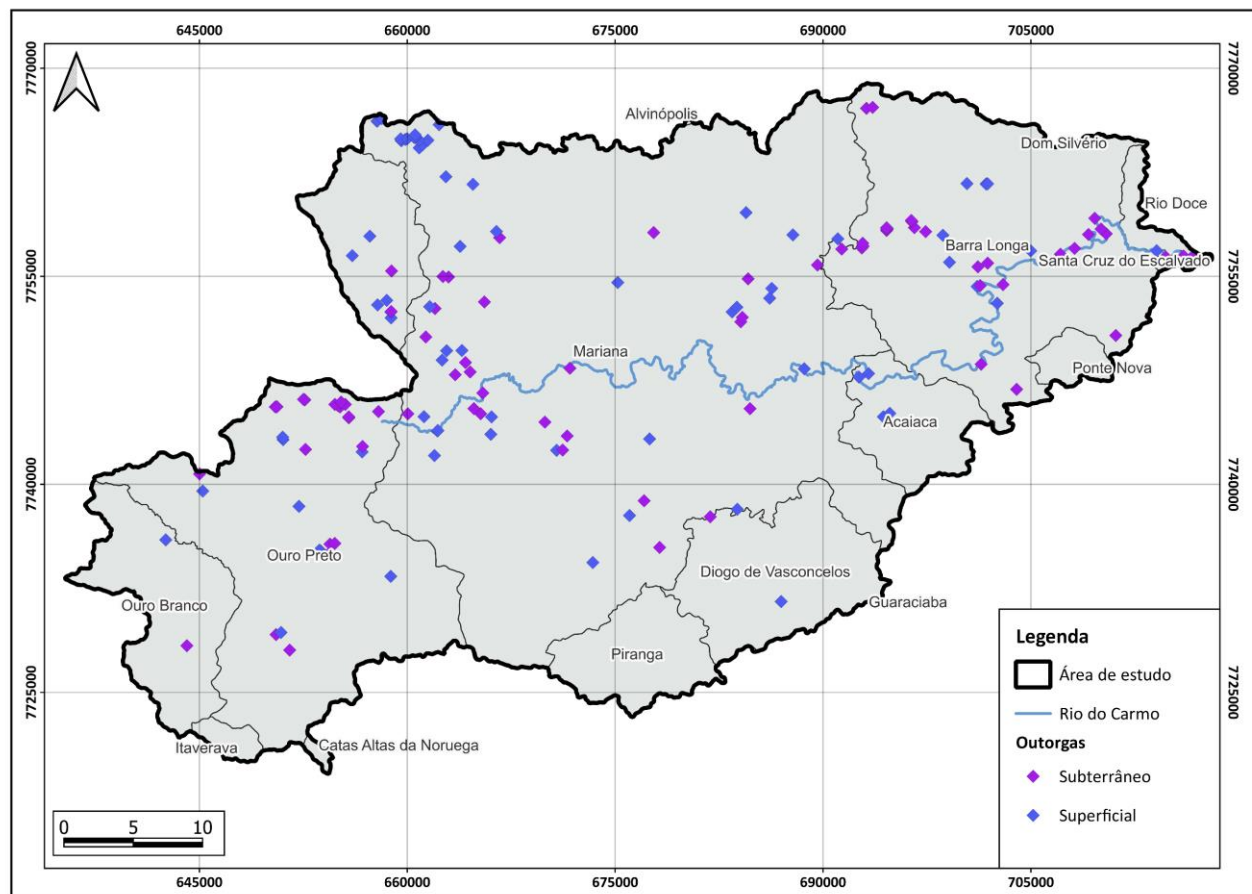 645000 660000 675000 690000 705000
7770000 7770000
Alvinópolis
Dom Silvério
Rio Doce
Barra Longa
Santa Cruz do Escalvado
7755000 7755000
Mariana
Ponte Nova
Acaiaca
7740000 7740000
Ouro Preto
Diogo de Vasconcelos
Ouro Branco
Guaraciaba
Piranga
7725000 7725000
Itaverava
Catas Altas da Noruega
Legenda
Área de estudo
Rio do Carmo
Outorgas
Subterrâneo
Superficial
0 5 10
645000 660000 675000 690000 705000